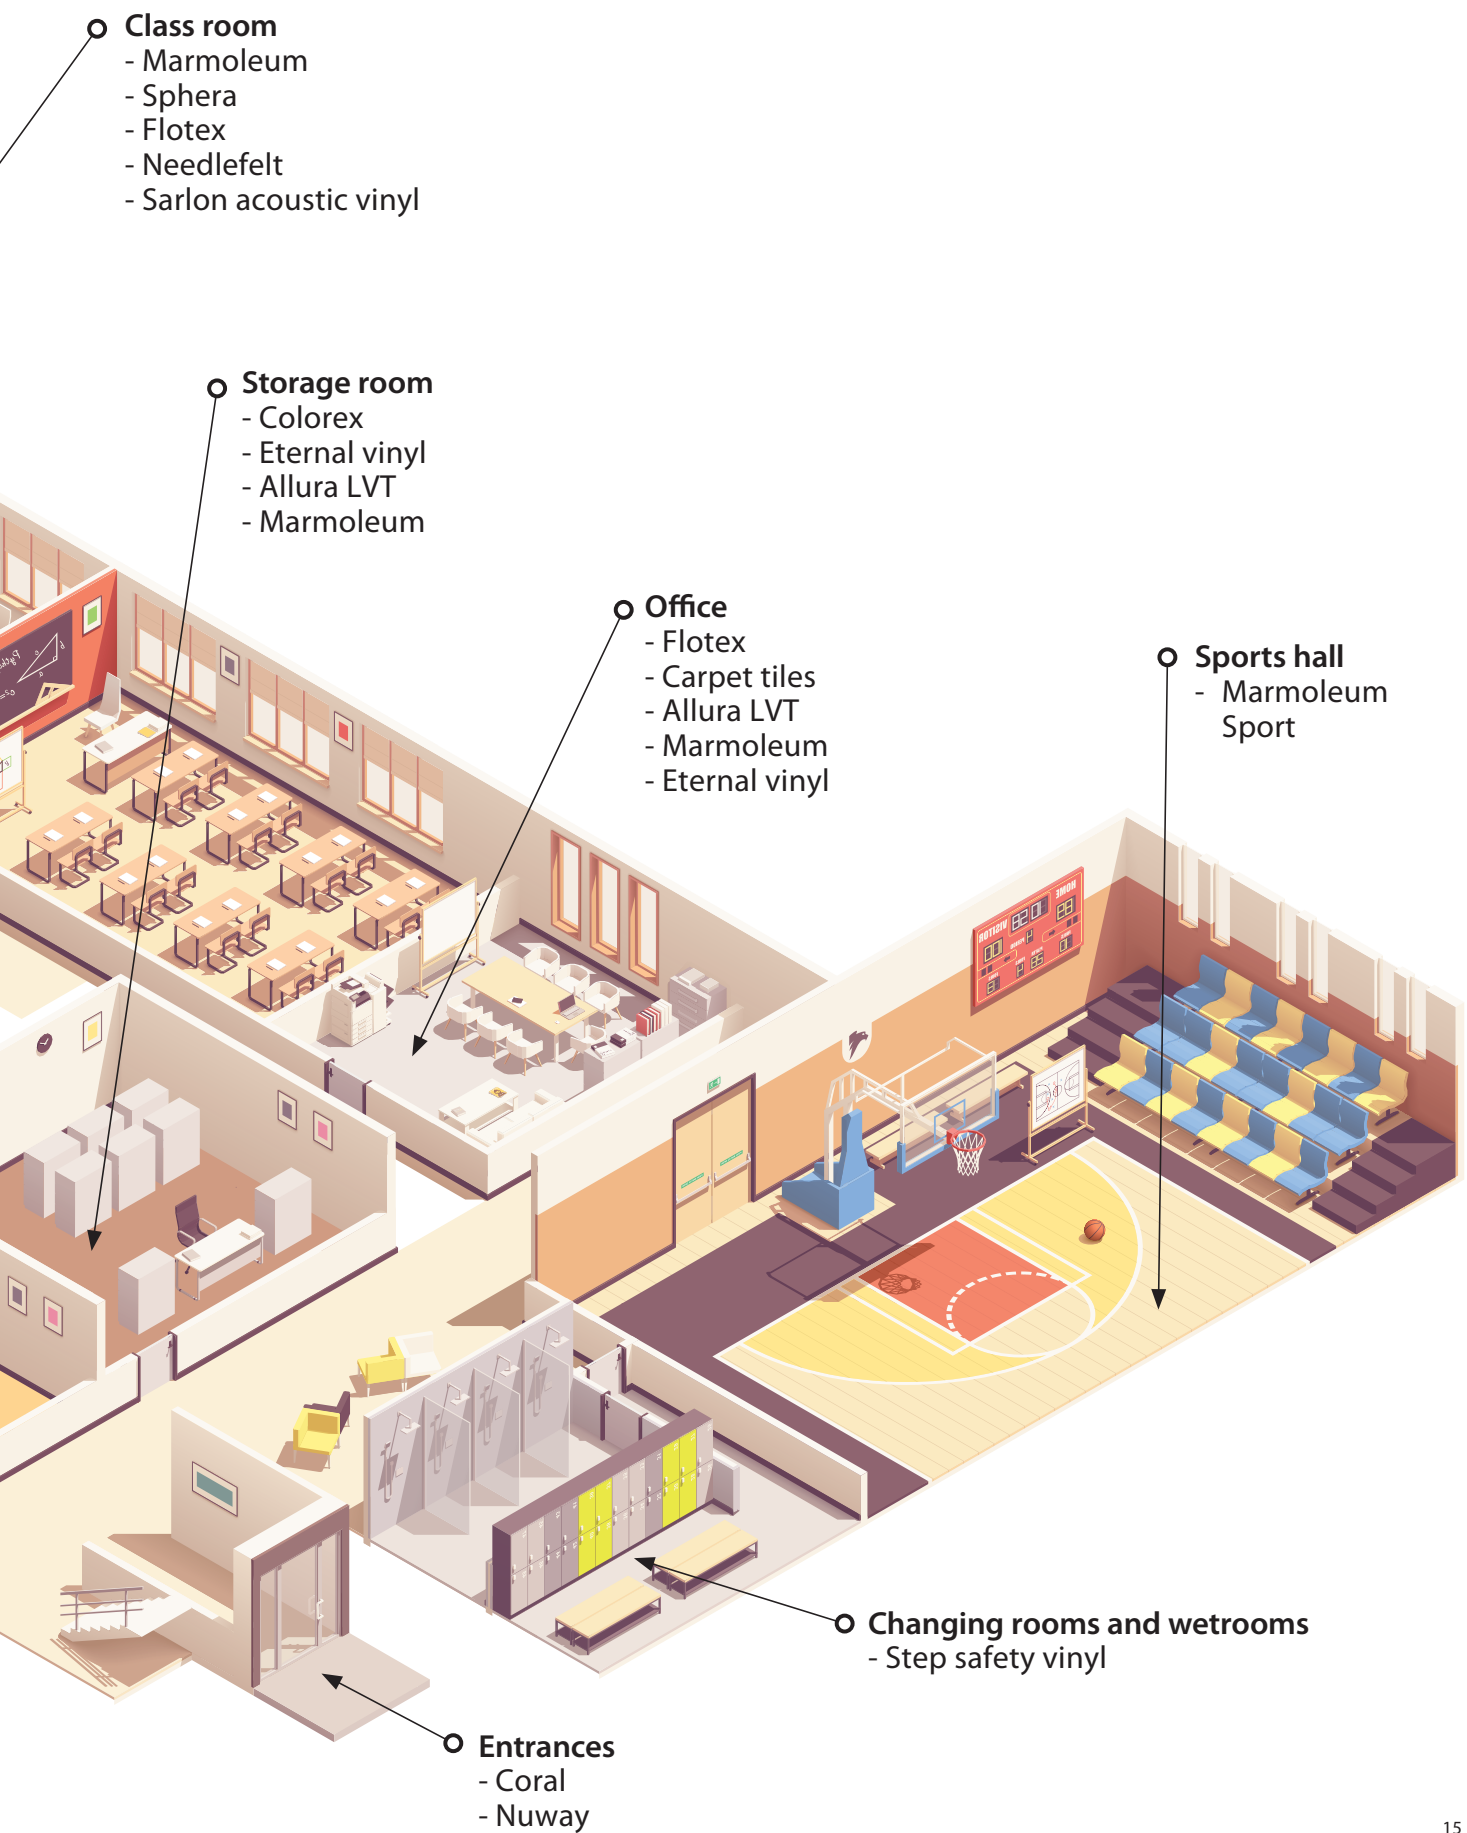 Class room
- Marmoleum
- Sphera
- Flotex
- Needlefelt
- Sarlon acoustic vinyl
Storage room
- Colorex
- Eternal vinyl
- Allura LVT
- Marmoleum
Office
- Flotex
- Carpet tiles
- Allura LVT
- Marmoleum
- Eternal vinyl
Sports hall
- Marmoleum
Sport
HOME
VISITOR
Changing rooms and wetrooms
- Step safety vinyl
Entrances
- Coral
- Nuway
15